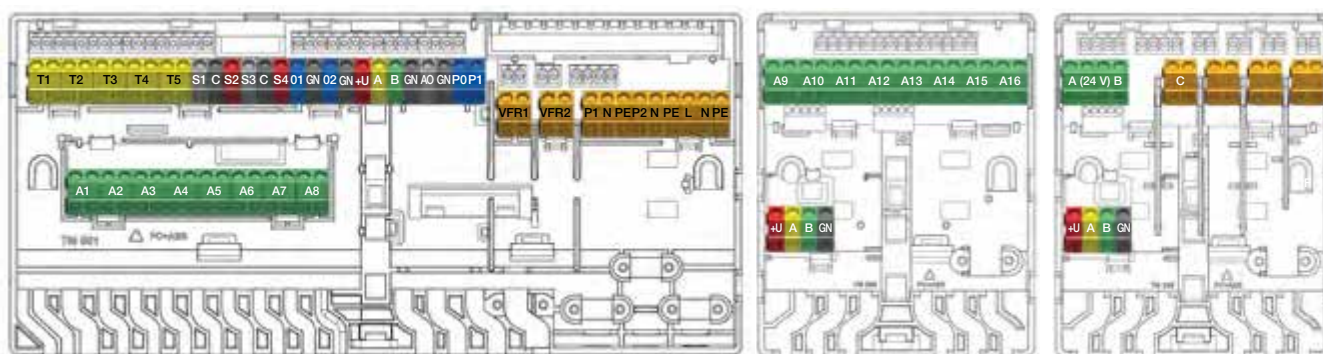 T1 T2 T3 T4 T5 S1 C S2 S3 C S4 01 GN 02 GN +U A B GN AO GN P0 P1
VFR1 VFR2 P1 N PE P2 N PE L N PE
A1 A2 A3 A4 A5 A6 A7 A8
A9 A10 A11 A12 A13 A14 A15 A16
+U A B GN
A (24 V) B C
+U A B GN